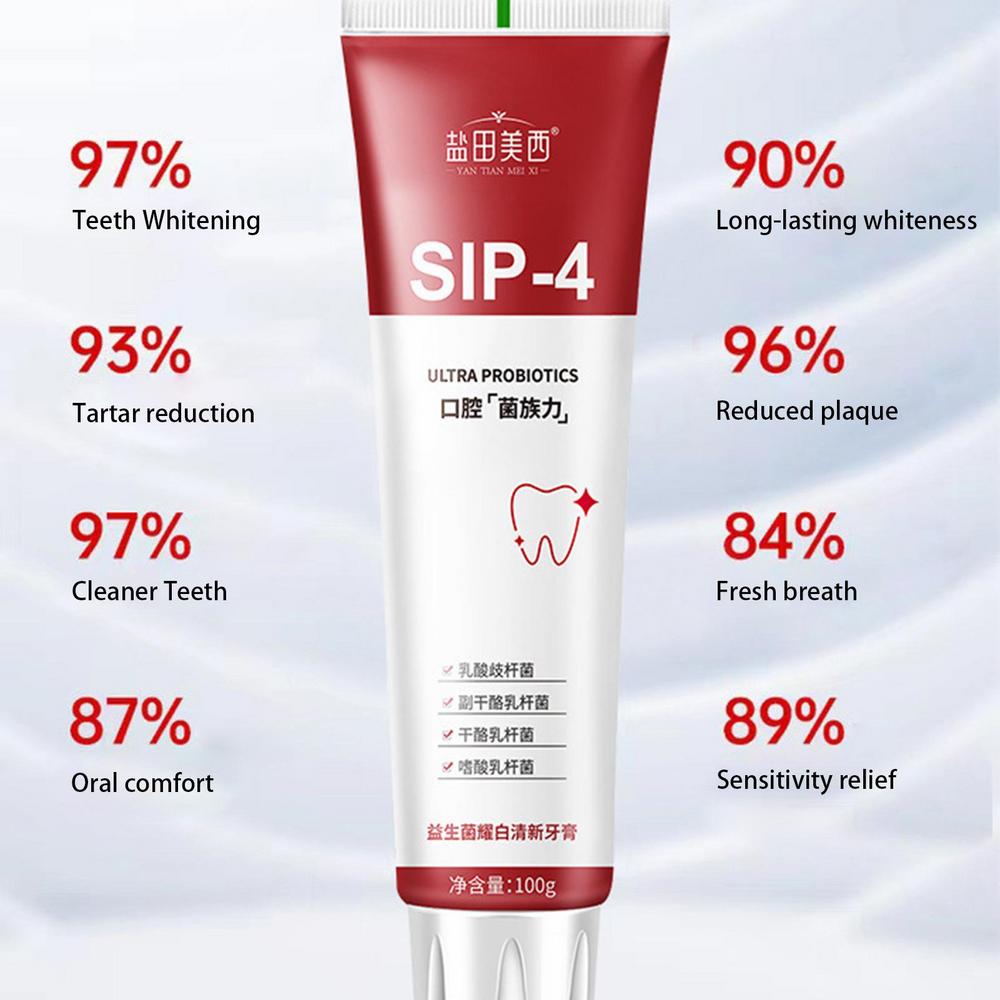 盐田美西®
YAN TIAN MEI XI
SIP-4
ULTRA PROBIOTICS
口腔「菌族力」
乳酸歧杆菌
副干酪乳杆菌
干酪乳杆菌
嗜酸乳杆菌
益生菌耀白清新牙膏
净含量:100g
97%
Teeth Whitening
93%
Tartar reduction
97%
Cleaner Teeth
87%
Oral comfort
90%
Long-lasting whiteness
96%
Reduced plaque
84%
Fresh breath
89%
Sensitivity relief